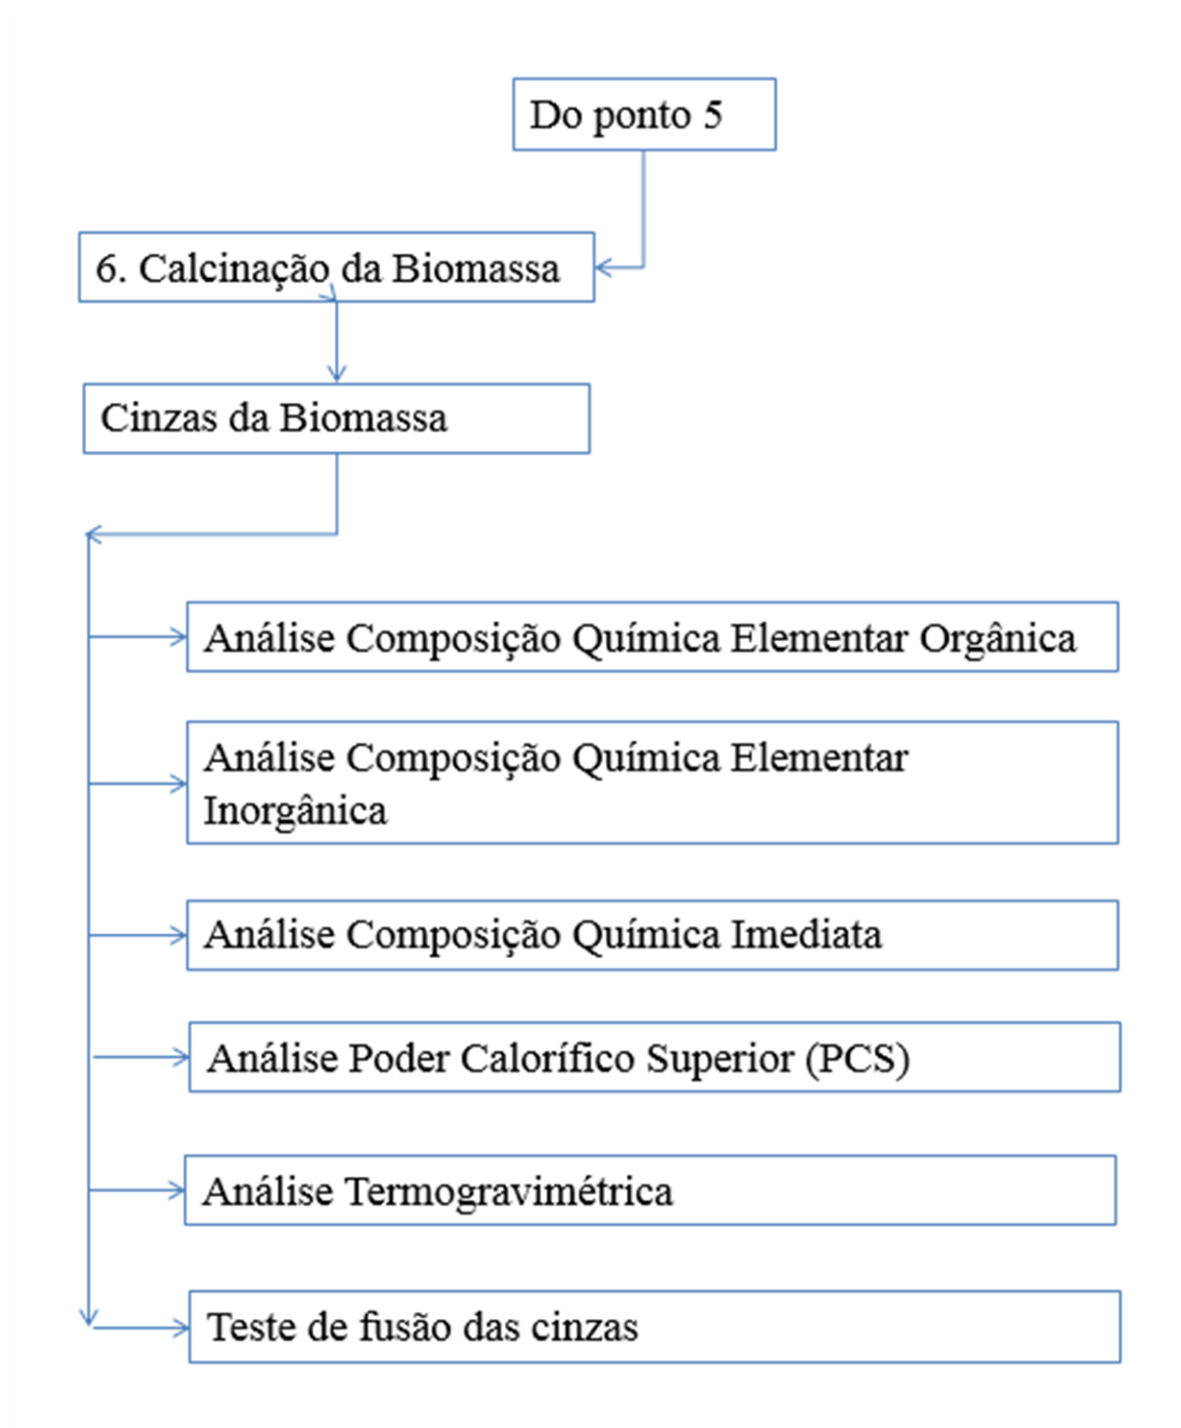 Do ponto 5
6. Calcinação da Biomassa
Cinzas da Biomassa
Análise Composição Química Elementar Orgânica
Análise Composição Química Elementar
Inorgânica
Análise Composição Química Imediata
Análise Poder Calorífico Superior (PCS)
Análise Termogravimétrica
Teste de fusão das cinzas